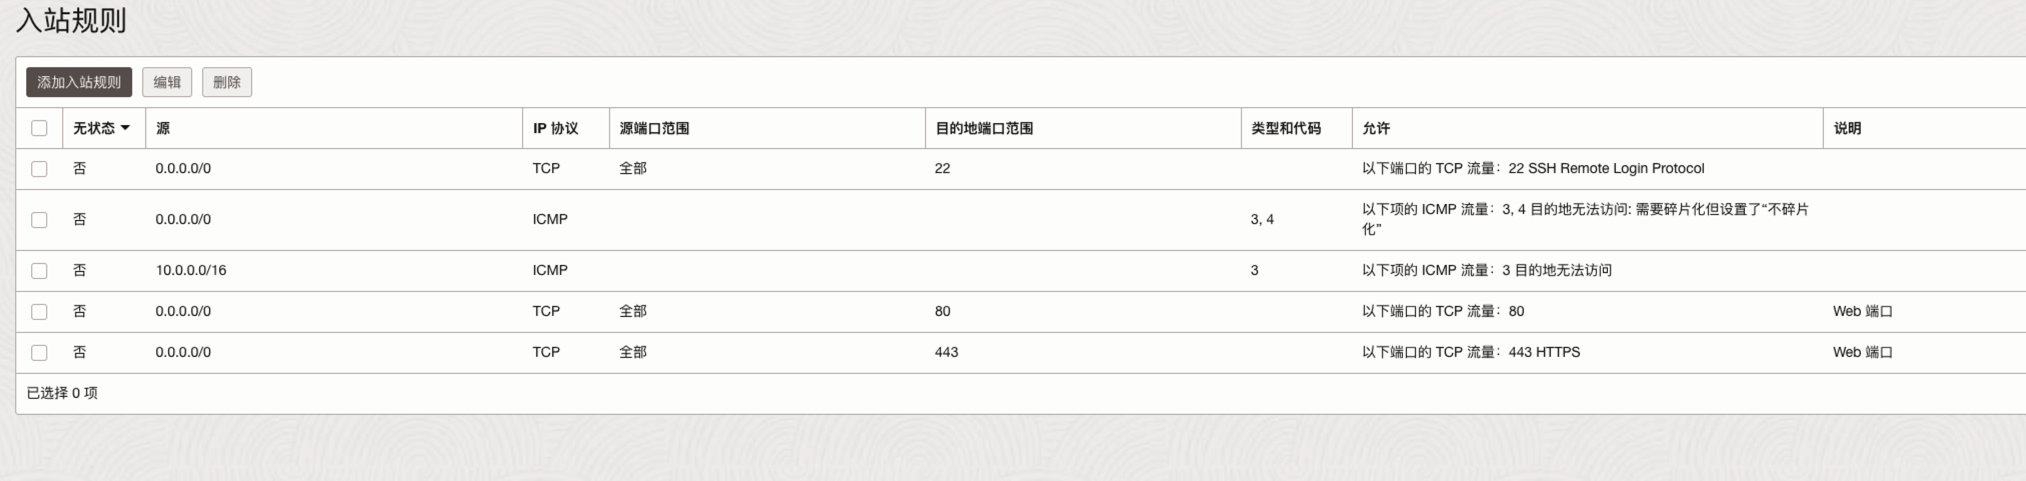 入站规则
添加入站规则 编辑 删除
无状态 源 IP 协议 源端口范围 目的地端口范围 类型和代码 允许 说明
否 0.0.0.0/0 TCP 全部 22 以下端口的 TCP 流量：22 SSH Remote Login Protocol
否 0.0.0.0/0 ICMP 3, 4 以下项的 ICMP 流量：3, 4 目的地无法访问: 需要碎片化但设置了“不碎片
化”
否 10.0.0.0/16 ICMP 3 以下项的 ICMP 流量：3 目的地无法访问
否 0.0.0.0/0 TCP 全部 80 以下端口的 TCP 流量：80 Web 端口
否 0.0.0.0/0 TCP 全部 443 以下端口的 TCP 流量：443 HTTPS Web 端口
已选择 0 项